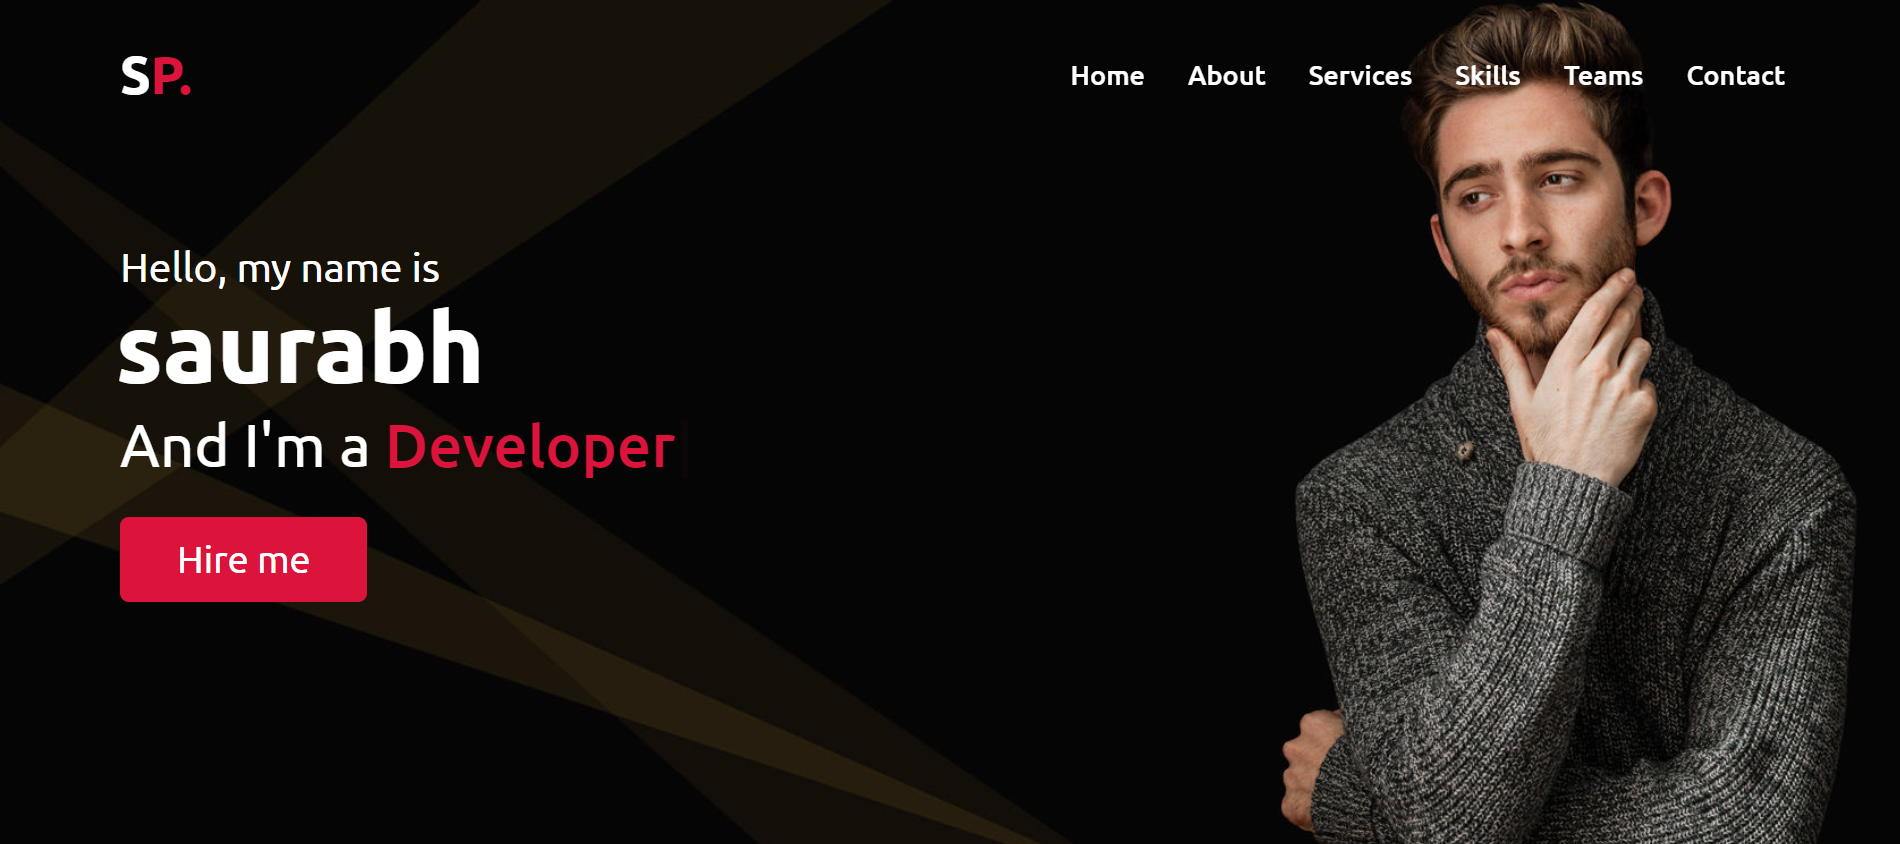 SP.
Home About Services Skills Teams Contact
Hello, my name is
saurabh
And I'm a Developer
Hire me